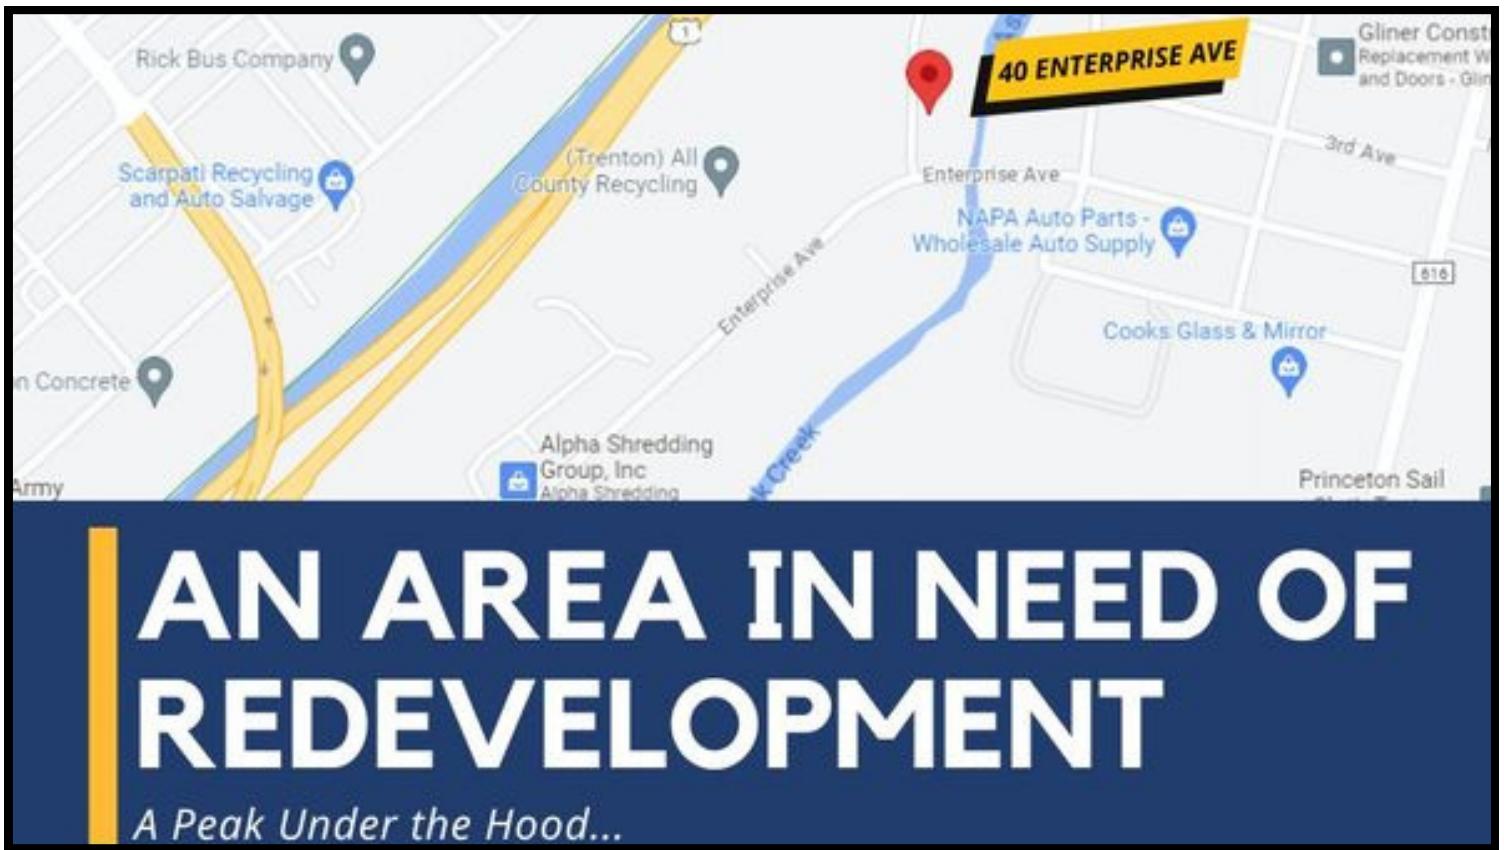 1
Gliner Const
Replacement W
and Doors - Glin
40 ENTERPRISE AVE
Rick Bus Company
3rd Ave
(Trenton) All
County Recycling
Scarpati Recycling
and Auto Salvage
Enterprise Ave
NAPA Auto Parts -
Wholesale Auto Supply
616
Enterprise Ave
Cooks Glass & Mirror
n Concrete
Alpha Shredding
Group, Inc
Alpha Shredding
k Creek
Army
Princeton Sail
AN AREA IN NEED OF
REDEVELOPMENT
A Peak Under the Hood...